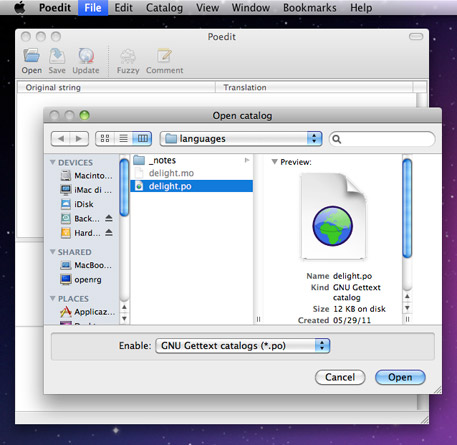 Poedit File Edit Catalog View Window Bookmarks Help
Poedit
Open Save Update Fuzzy Comment
Original string Translation
Open catalog
languages
DEVICES
Macinto...
iMac di ...
iDisk
Back...
Hard...
SHARED
MacBoo...
openrg
PLACES
Applicaz...
_notes
delight.mo
delight.po
Preview:
Name delight.po
Kind GNU Gettext
catalog
Size 12 KB on disk
Created 05/29/11
Enable: GNU Gettext catalogs (*.po)
Cancel Open